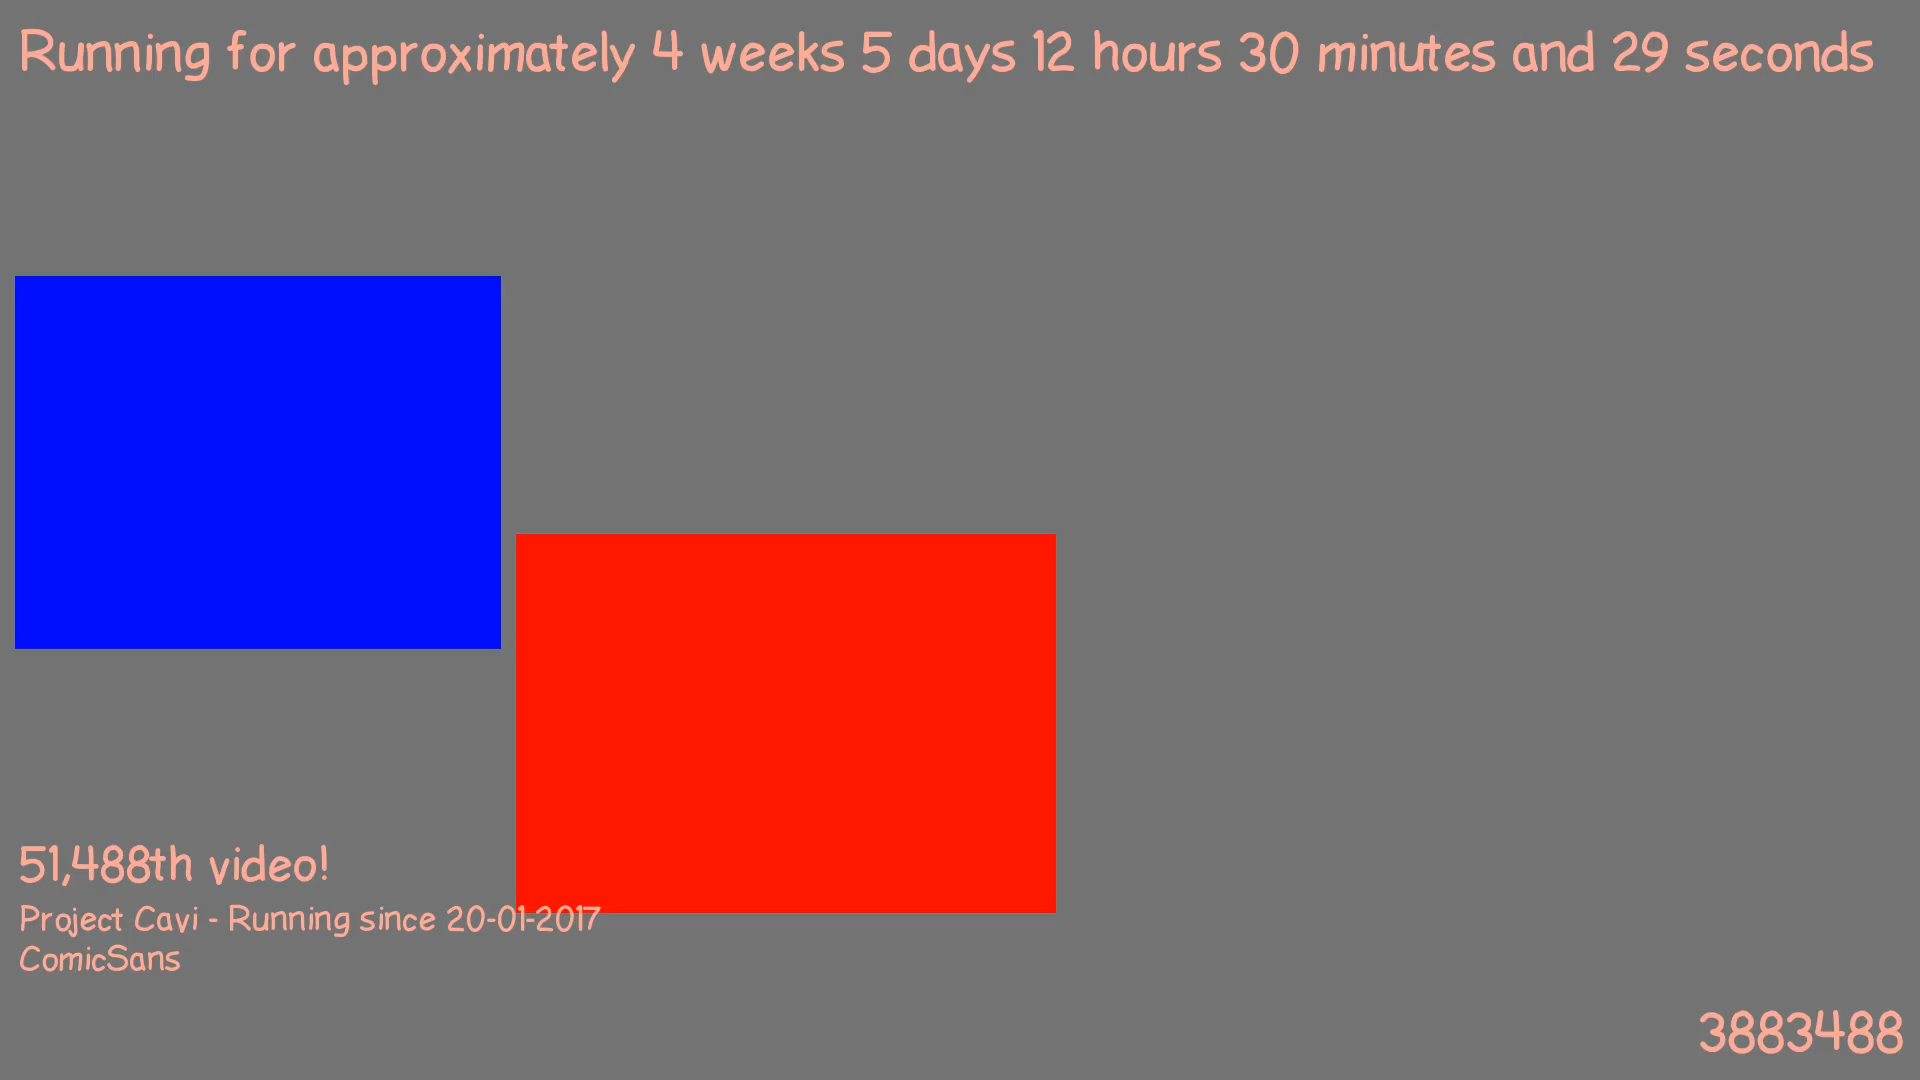 Running for approximately 4 weeks 5 days 12 hours 30 minutes and 29 seconds
51,488th video!
Project Cavi - Running since 20-01-2017
ComicSans
3883488